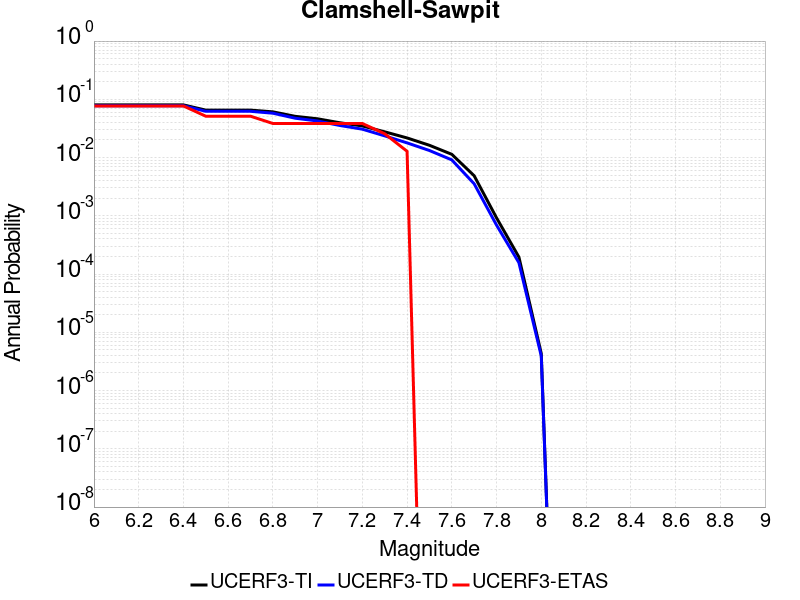 Clamshell-Sawpit
10^0
10^-1
10^-2
10^-3
10^-4
10^-5
10^-6
10^-7
10^-8
Annual Probability
6 6.2 6.4 6.6 6.8 7 7.2 7.4 7.6 7.8 8 8.2 8.4 8.6 8.8 9
Magnitude
UCERF3-TI UCERF3-TD UCERF3-ETAS